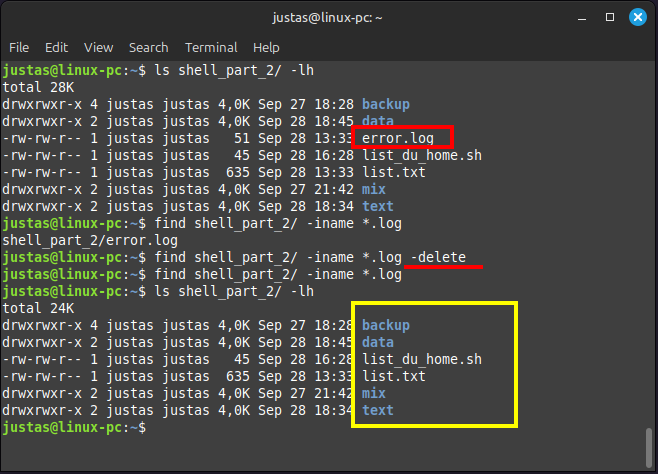 justas@linux-pc: ~
File Edit View Search Terminal Help
justas@linux-pc:~$ ls shell_part_2/ -lh
total 28K
drwxrwxr-x 4 justas justas 4,0K Sep 27 18:28 backup
drwxrwxr-x 2 justas justas 4,0K Sep 28 18:45 data
-rw-rw-r-- 1 justas justas   51 Sep 28 13:33 error.log
-rw-rw-r-- 1 justas justas   45 Sep 28 16:28 list_du_home.sh
-rw-rw-r-- 1 justas justas  635 Sep 28 13:33 list.txt
drwxrwxr-x 2 justas justas 4,0K Sep 27 21:42 mix
drwxrwxr-x 2 justas justas 4,0K Sep 28 18:34 text
justas@linux-pc:~$ find shell_part_2/ -iname *.log
shell_part_2/error.log
justas@linux-pc:~$ find shell_part_2/ -iname *.log -delete
justas@linux-pc:~$ find shell_part_2/ -iname *.log
justas@linux-pc:~$ ls shell_part_2/ -lh
total 24K
drwxrwxr-x 4 justas justas 4,0K Sep 27 18:28 backup
drwxrwxr-x 2 justas justas 4,0K Sep 28 18:45 data
-rw-rw-r-- 1 justas justas   45 Sep 28 16:28 list_du_home.sh
-rw-rw-r-- 1 justas justas  635 Sep 28 13:33 list.txt
drwxrwxr-x 2 justas justas 4,0K Sep 27 21:42 mix
drwxrwxr-x 2 justas justas 4,0K Sep 28 18:34 text
justas@linux-pc:~$